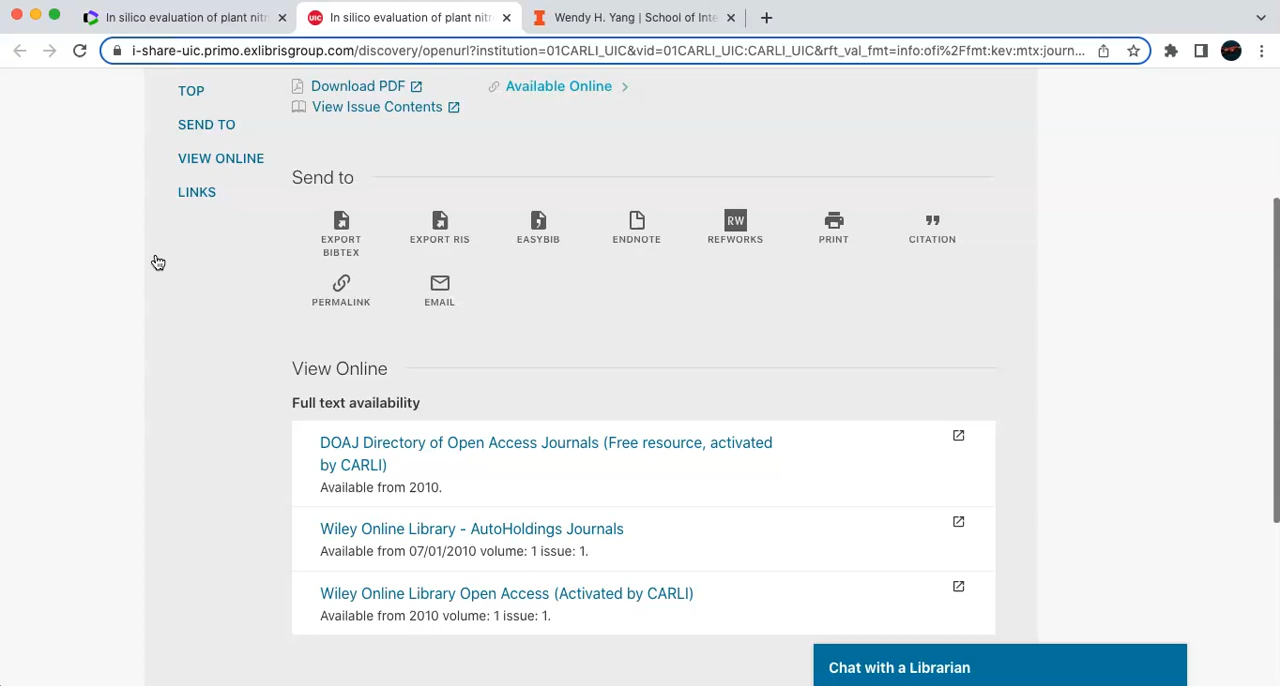 In silico evaluation of plant nitr
UIC In silico evaluation of plant nitr
Wendy H. Yang | School of Inte
i-share-uic.primo.exlibrisgroup.com/discovery/openurl?institution=01CARLI_UIC&vid=01CARLI_UIC:CARLI_UIC&rft_val_fmt=info:ofi%2Ffmt:kev:mtx:journ...
TOP
SEND TO
VIEW ONLINE
LINKS
Download PDF
Available Online
View Issue Contents
Send to
EXPORT BIBTEX
EXPORT RIS
EASYBIB
ENDNOTE
RW
REFWORKS
PRINT
CITATION
PERMALINK
EMAIL
View Online
Full text availability
DOAJ Directory of Open Access Journals (Free resource, activated
by CARLI)
Available from 2010.
Wiley Online Library - AutoHoldings Journals
Available from 07/01/2010 volume: 1 issue: 1.
Wiley Online Library Open Access (Activated by CARLI)
Available from 2010 volume: 1 issue: 1.
Chat with a Librarian